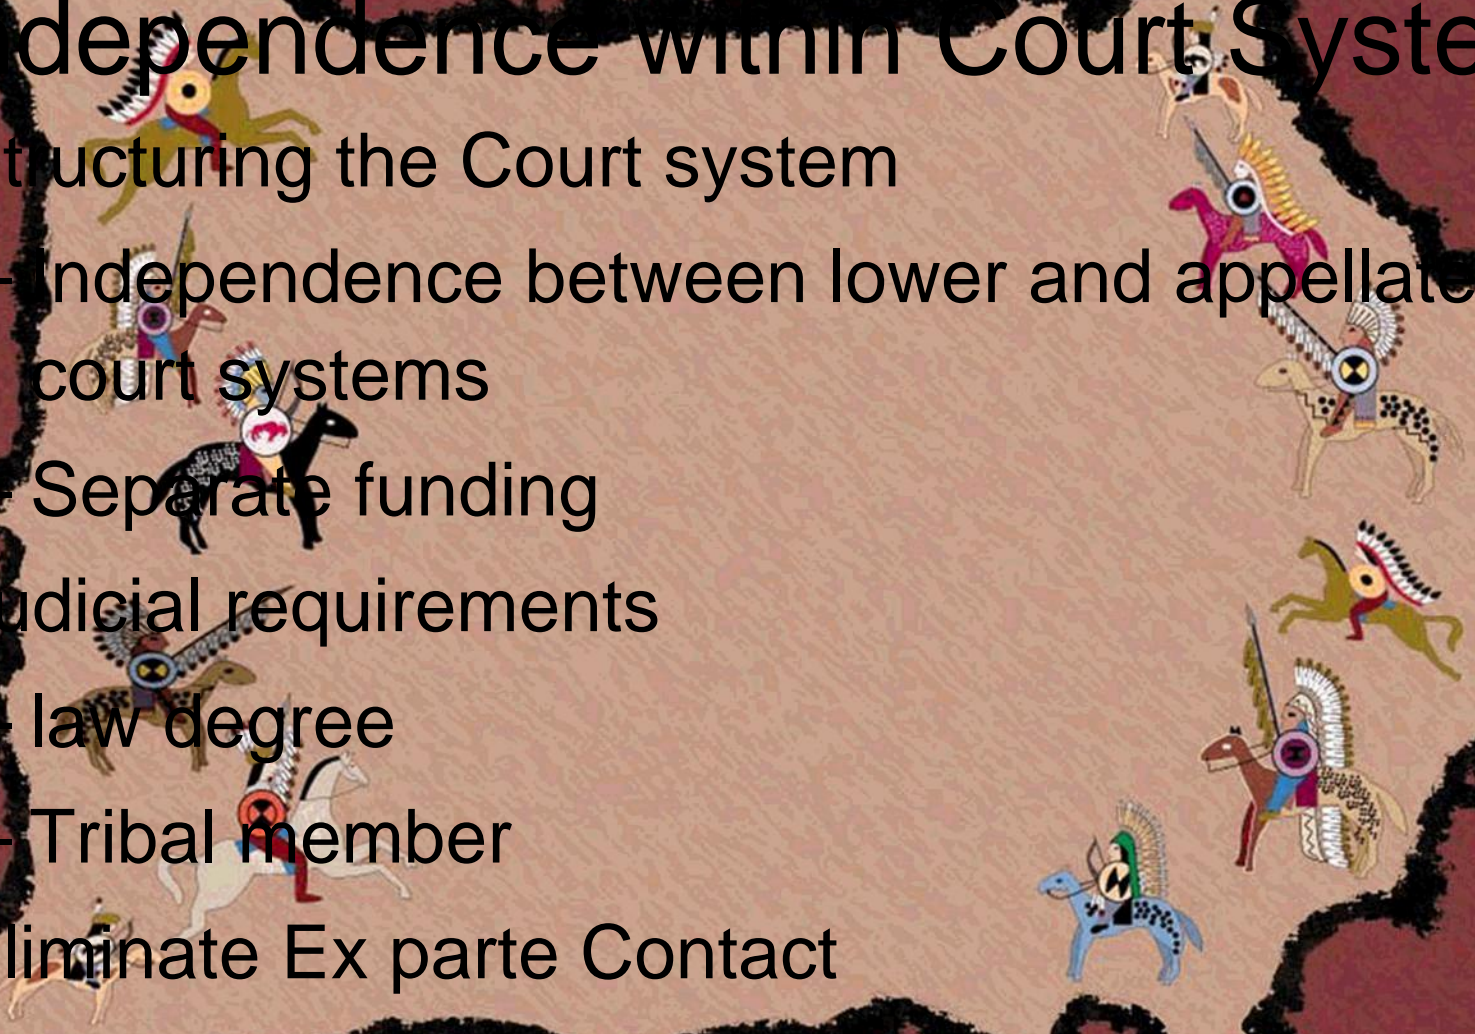 dependence within Court Syste
tructuring the Court system
- Independence between lower and appellate
court systems
- Separate funding
udicial requirements
- law degree
- Tribal member
liminate Ex parte Contact